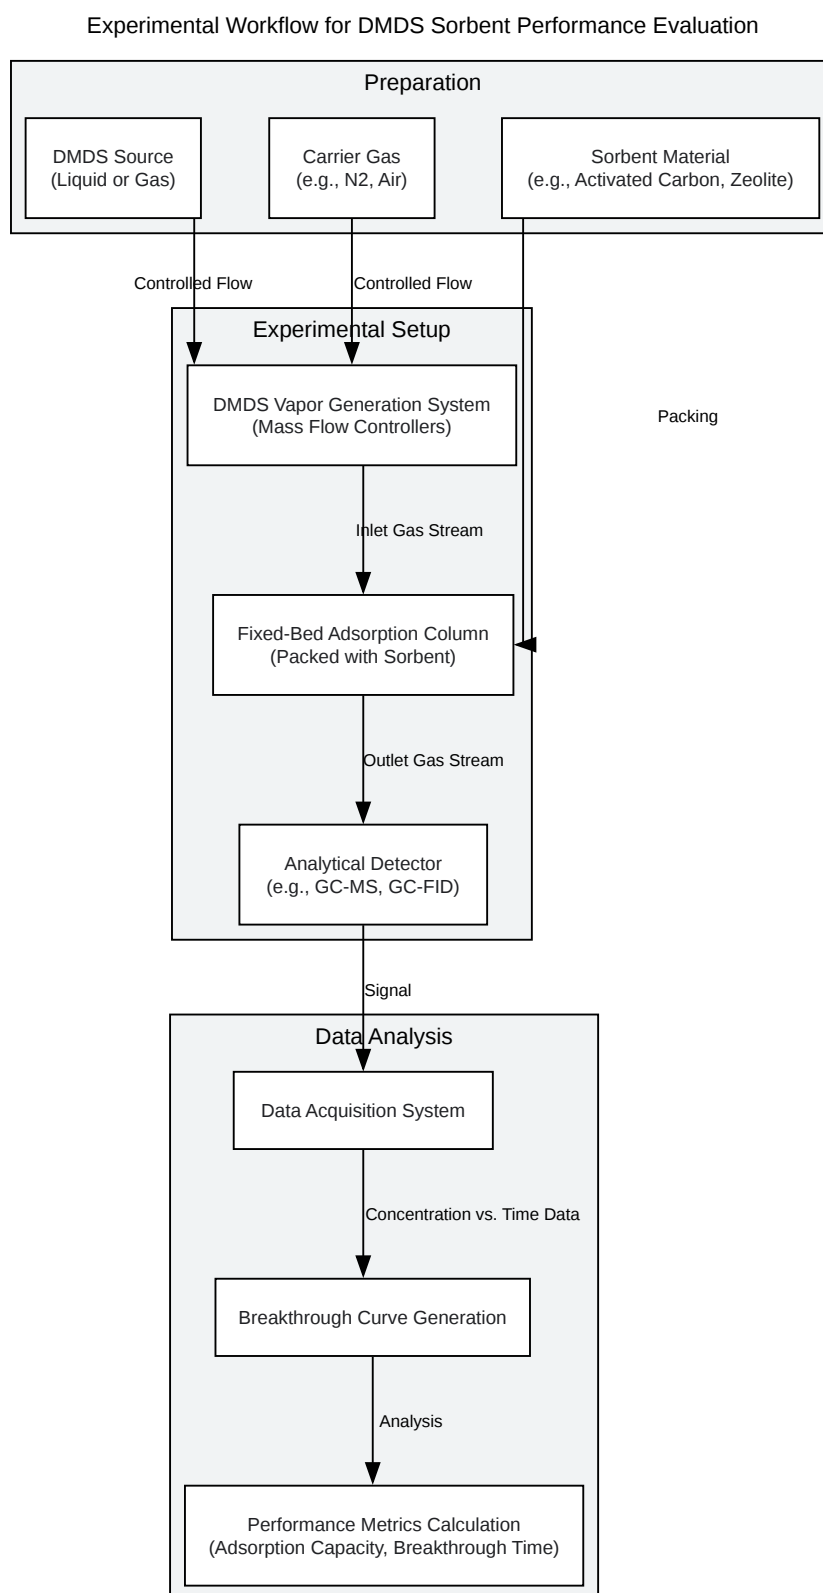 Experimental Workflow for DMDS Sorbent Performance Evaluation
Preparation
DMDS Source
(Liquid or Gas)
Carrier Gas
(e.g., N2, Air)
Sorbent Material
(e.g., Activated Carbon, Zeolite)
Controlled Flow
Controlled Flow
Experimental Setup
DMDS Vapor Generation System
(Mass Flow Controllers)
Packing
Inlet Gas Stream
Fixed-Bed Adsorption Column
(Packed with Sorbent)
Outlet Gas Stream
Analytical Detector
(e.g., GC-MS, GC-FID)
Signal
Data Analysis
Data Acquisition System
Concentration vs. Time Data
Breakthrough Curve Generation
Analysis
Performance Metrics Calculation
(Adsorption Capacity, Breakthrough Time)